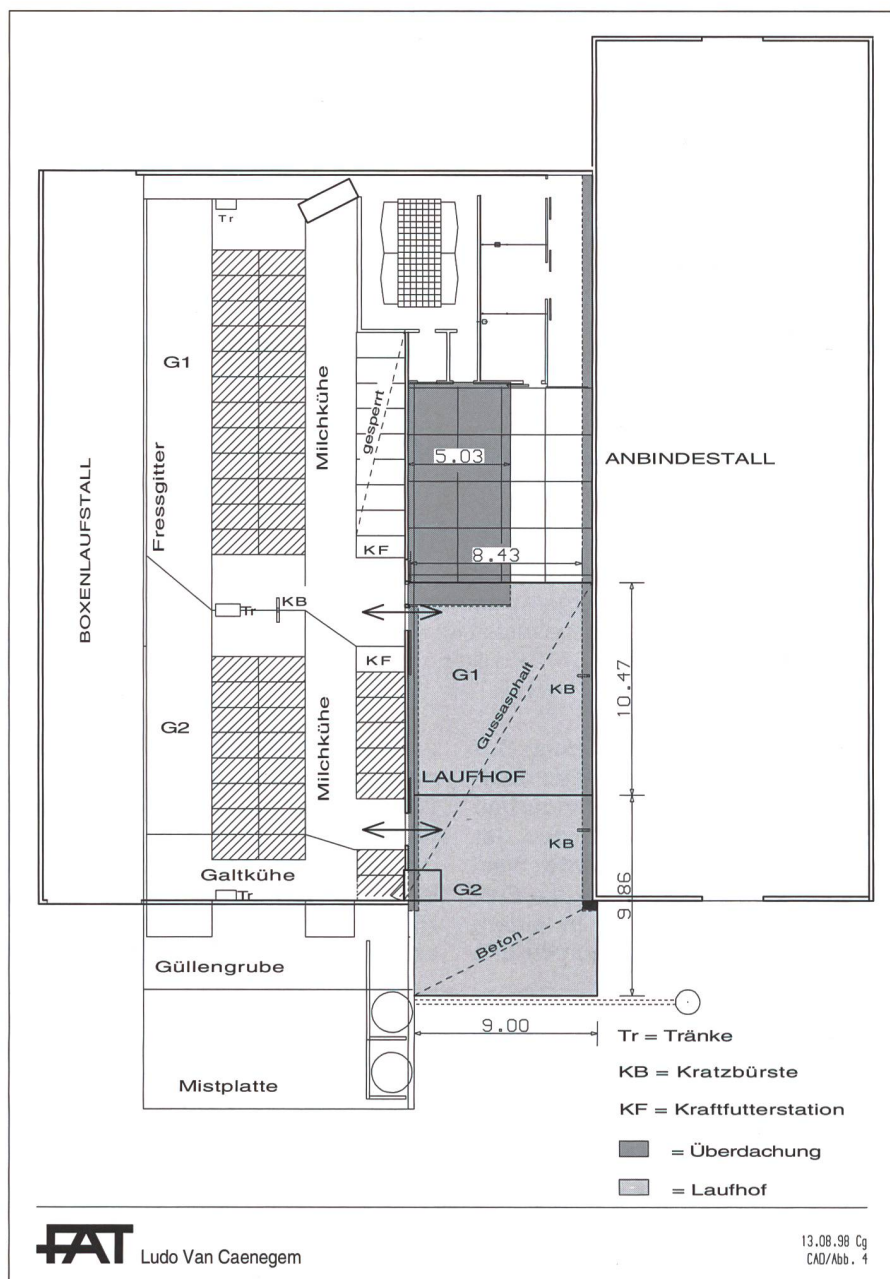 Tr
G1
Milchkühe
gesperrt
5.03
ANBINDESTALL
BOXENLAUFSTALL
Fressgitter
8.43
KF
KB
Tr
KF
G1
KB
Gussasphalt
10.47
G2
Milchkühe
LAUFHOF
KB
Galtkühe
G2
9.86
Tr
Beton
Güllengrube
9.00
Tr = Tränke
Mistplatte
KB = Kratzbürste
KF = Kraftfutterstation
= Überdachung
= Laufhof
FAT Ludo Van Caenegem
13.08.98 Cg
CAD/Abb. 4